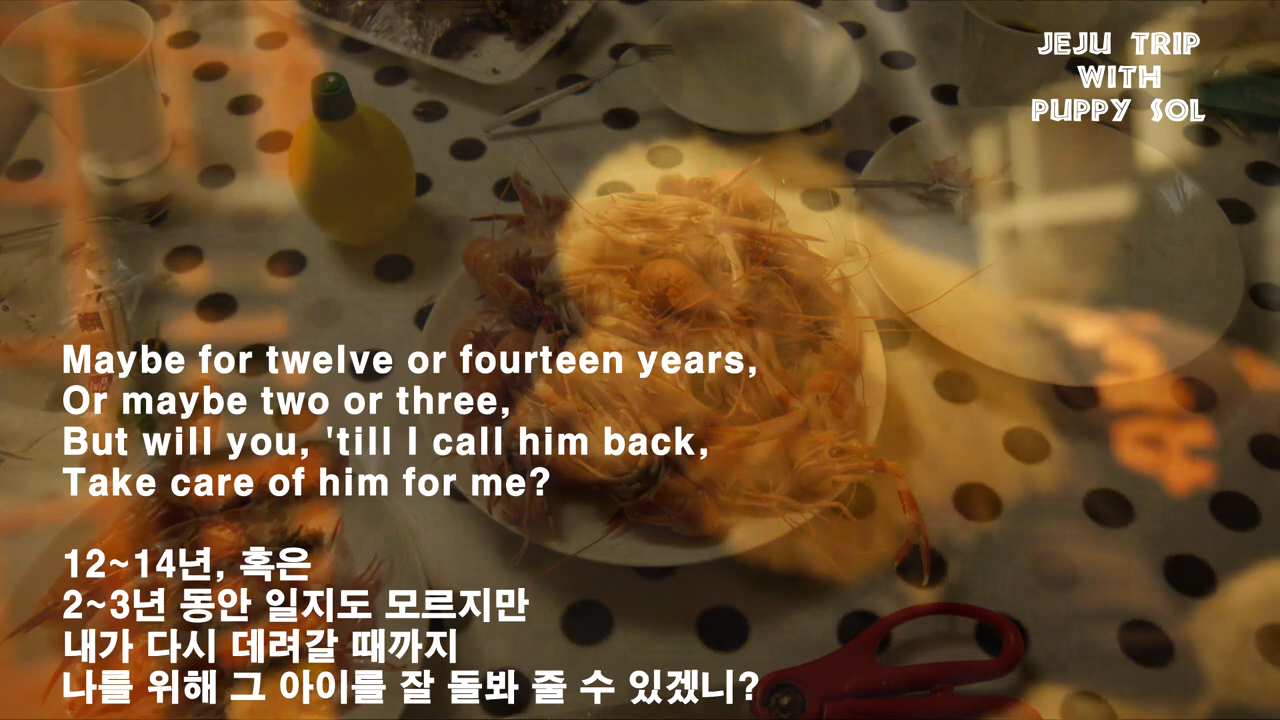 JEJU TRIP
WITH
PUPPY SOL
Maybe for twelve or fourteen years,
Or maybe two or three,
But will you, 'till I call him back,
Take care of him for me?
12~14년, 혹은
2~3년 동안 일지도 모르지만
내가 다시 데려갈 때까지
나를 위해 그 아이를 잘 돌봐 줄 수 있겠니?